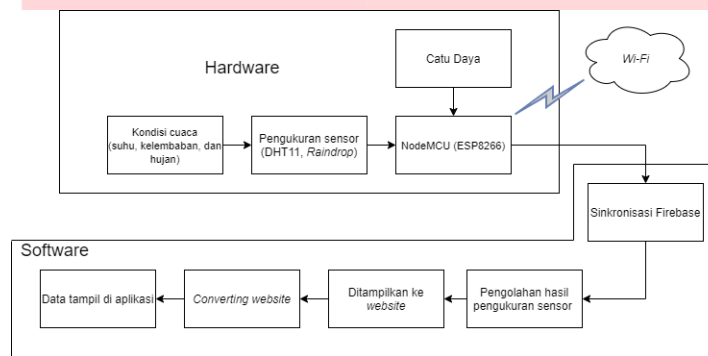 Hardware
Catu Daya
Wi-Fi
Kondisi cuaca
(suhu, kelembaban, dan
hujan)
Pengukuran sensor
(DHT11, Raindrop)
NodeMCU (ESP8266)
Sinkronisasi Firebase
Software
Data tampil di aplikasi
Converting website
Ditampilkan ke
website
Pengolahan hasil
pengukuran sensor